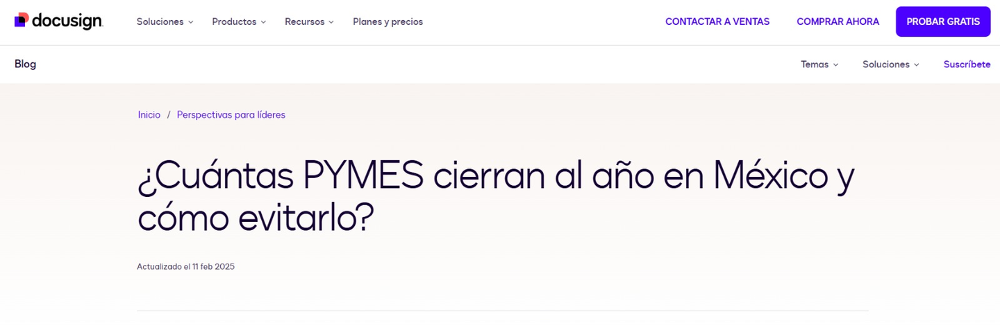 docusign
Soluciones Productos Recursos Planes y precios CONTACTAR A VENTAS COMPRAR AHORA PROBAR GRATIS
Blog Temas Soluciones Suscríbete
Inicio / Perspectivas para líderes
¿Cuántas PYMES cierran al año en México y
cómo evitarlo?
Actualizado el 11 feb 2025